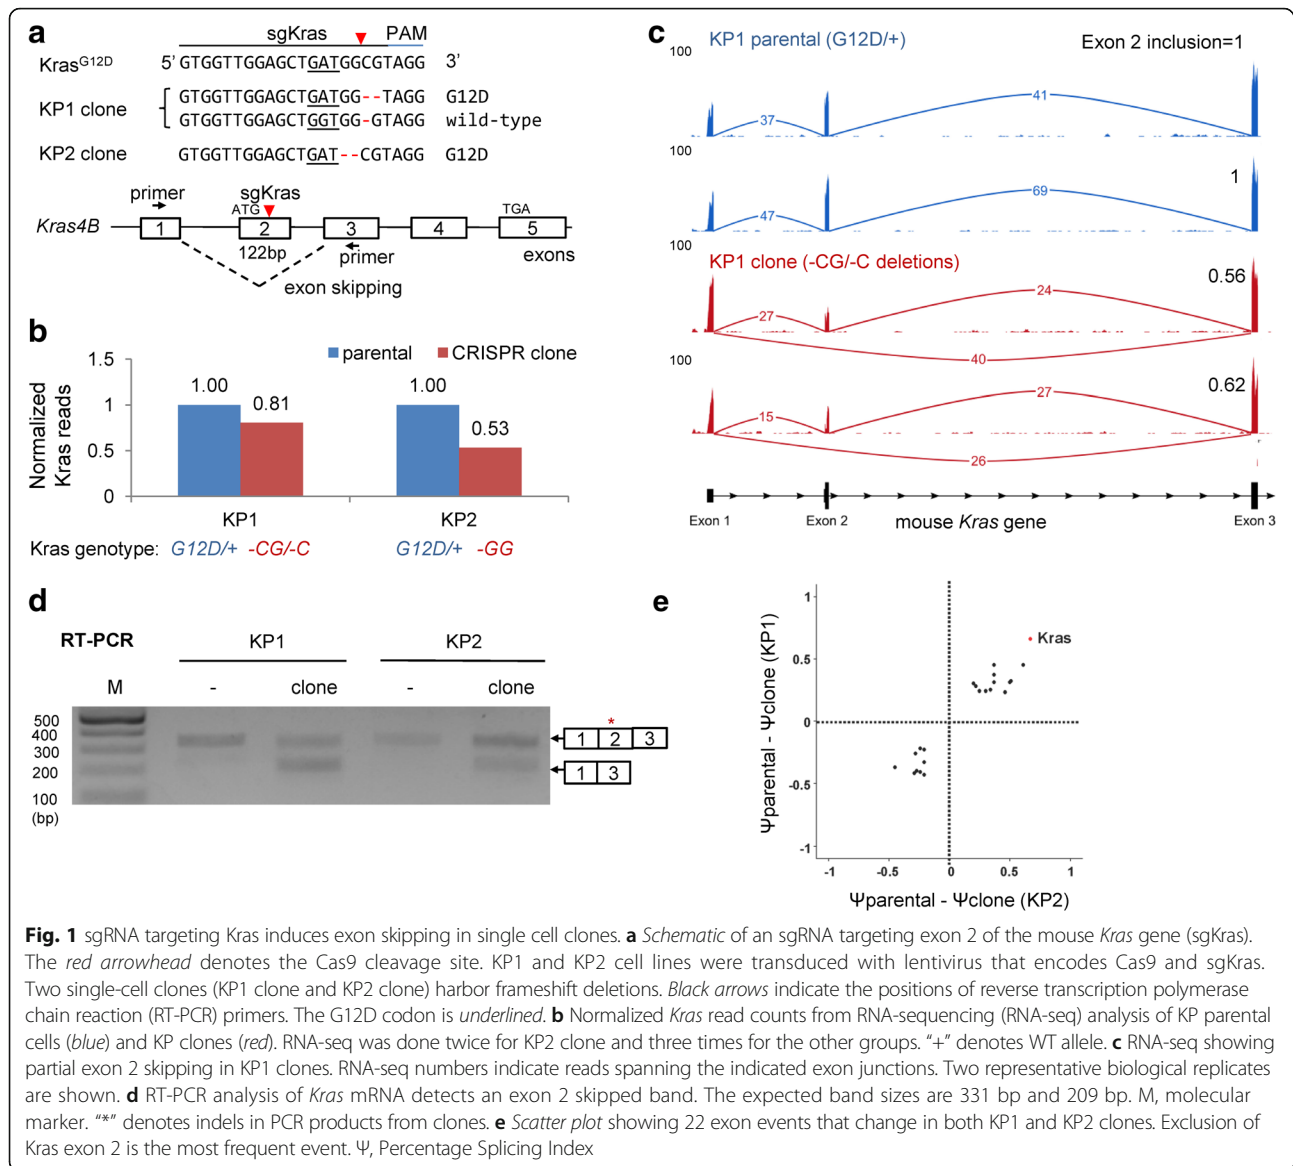 a
sgKras PAM
KrasG12D 5' GTGGTTGGAGCTGATGGCGTAGG 3'
KP1 clone
GTGGTTGGAGCTGATGG--TAGG G12D
GTGGTTGGAGCTGGTGG-GTAGG wild-type
KP2 clone GTGGTTGGAGCTGAT--CGTAGG G12D
primer sgKras
ATG TGA
Kras4B 1 2 3 4 5
122bp primer exons
exon skipping
b
parental CRISPR clone
Normalized
Kras reads
1.5
1
0.5
0
1.00 0.81 1.00 0.53
KP1 KP2
Kras genotype: G12D/+ -CG/-C G12D/+ -GG
c
100 KP1 parental (G12D/+) Exon 2 inclusion=1
37 41
100
1
47 69
100
KP1 clone (-CG/-C deletions) 0.56
27 24
40
100
0.62
15 27
26
Exon 1 Exon 2 mouse Kras gene Exon 3
d
RT-PCR KP1 KP2
M - clone - clone
500
400
300
200
100
(bp)
*
1 2 3
1 3
e
Ψparental - Ψclone (KP1)
1
0.5
0
-0.5
-1
Kras
-1 -0.5 0 0.5 1
Ψparental - Ψclone (KP2)
Fig. 1 sgRNA targeting Kras induces exon skipping in single cell clones. a Schematic of an sgRNA targeting exon 2 of the mouse Kras gene (sgKras).
The red arrowhead denotes the Cas9 cleavage site. KP1 and KP2 cell lines were transduced with lentivirus that encodes Cas9 and sgKras.
Two single-cell clones (KP1 clone and KP2 clone) harbor frameshift deletions. Black arrows indicate the positions of reverse transcription polymerase
chain reaction (RT-PCR) primers. The G12D codon is underlined. b Normalized Kras read counts from RNA-sequencing (RNA-seq) analysis of KP parental
cells (blue) and KP clones (red). RNA-seq was done twice for KP2 clone and three times for the other groups. "+" denotes WT allele. c RNA-seq showing
partial exon 2 skipping in KP1 clones. RNA-seq numbers indicate reads spanning the indicated exon junctions. Two representative biological replicates
are shown. d RT-PCR analysis of Kras mRNA detects an exon 2 skipped band. The expected band sizes are 331 bp and 209 bp. M, molecular
marker. "*" denotes indels in PCR products from clones. e Scatter plot showing 22 exon events that change in both KP1 and KP2 clones. Exclusion of
Kras exon 2 is the most frequent event. Ψ, Percentage Splicing Index